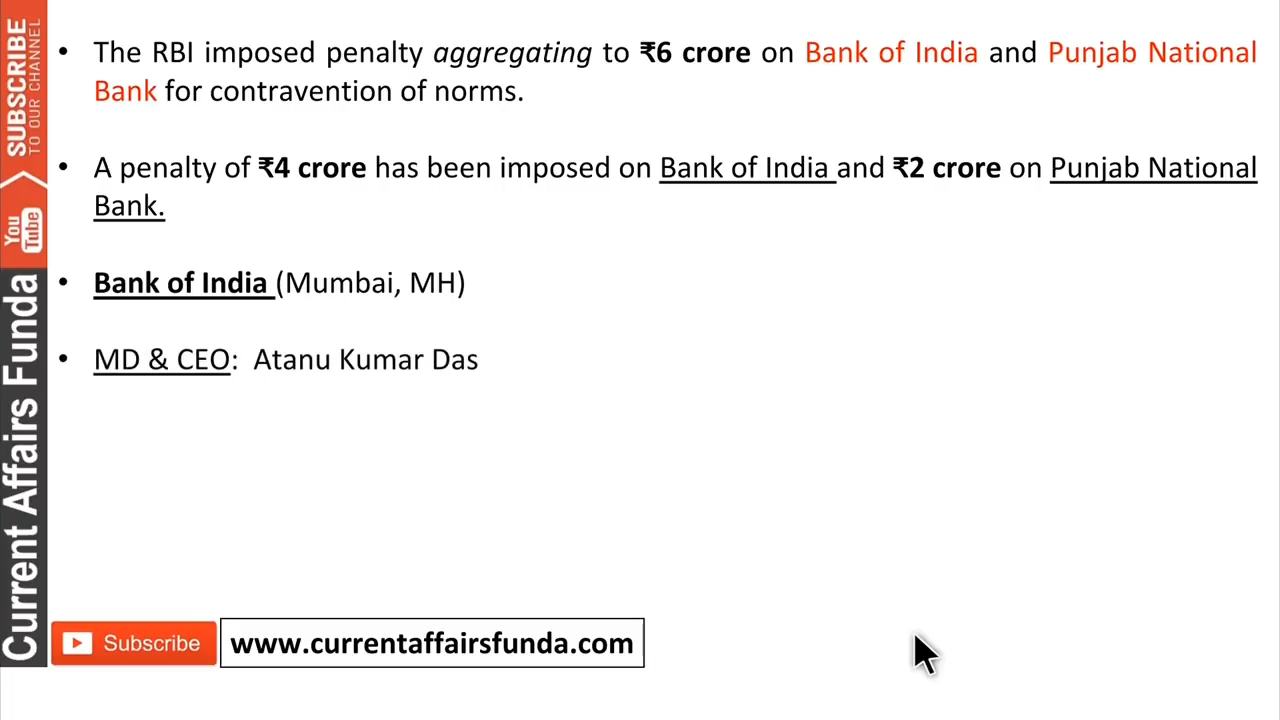 • The RBI imposed penalty aggregating to ₹6 crore on Bank of India and Punjab National
Bank for contravention of norms.
• A penalty of ₹4 crore has been imposed on Bank of India and ₹2 crore on Punjab National
Bank.
• Bank of India (Mumbai, MH)
• MD & CEO: Atanu Kumar Das
SUBSCRIBE
TO OUR CHANNEL
You
Tube
Current Affairs Funda
Subscribe
www.currentaffairsfunda.com